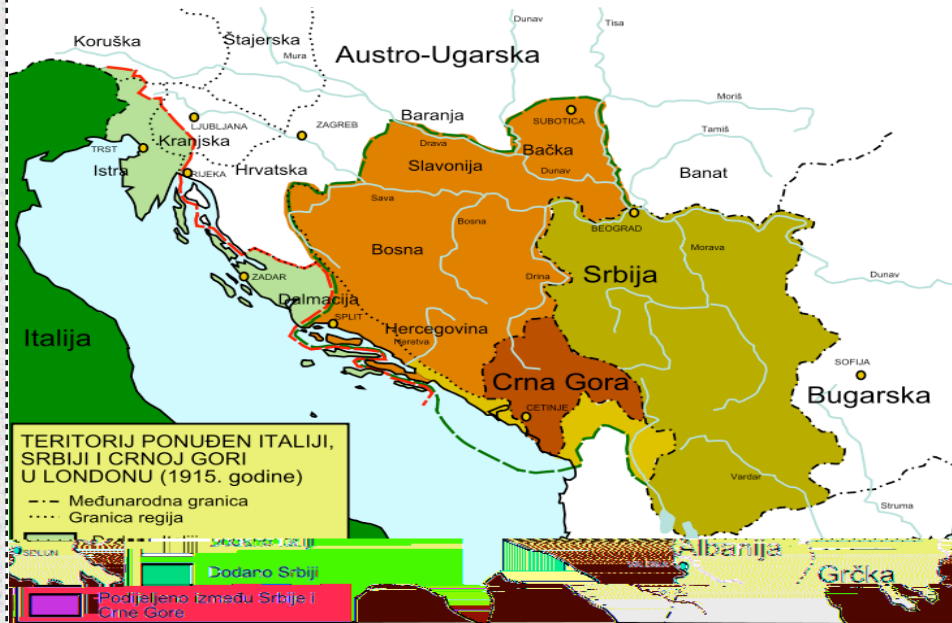 Dunav
Tisa
Koruška
Štajerska
Mura
Austro-Ugarska
Moriš
Baranja
SUBOTICA
LJUBLJANA
ZAGREB
Tamiš
Drava
Bačka
TRST
Kranjska
Slavonija
Istra
RIJEKA
Hrvatska
Dunav
Banat
Sava
Bosna
BEOGRAD
Bosna
Morava
ZADAR
Drina
Srbija
Dunav
Dalmacija
SPLIT
Hercegovina
Neretva
Italija
SOFIJA
Crna Gora
Bugarska
CETINJE
TERITORIJ PONUĐEN ITALIJI,
SRBIJI I CRNOJ GORI
U LONDONU (1915. godine)
Međunarodna granica
Granica regija
Vardar
Struma
Albanija
Dodano Srbiji
Grčka
Podijeljeno između Srbije i
Crne Gore